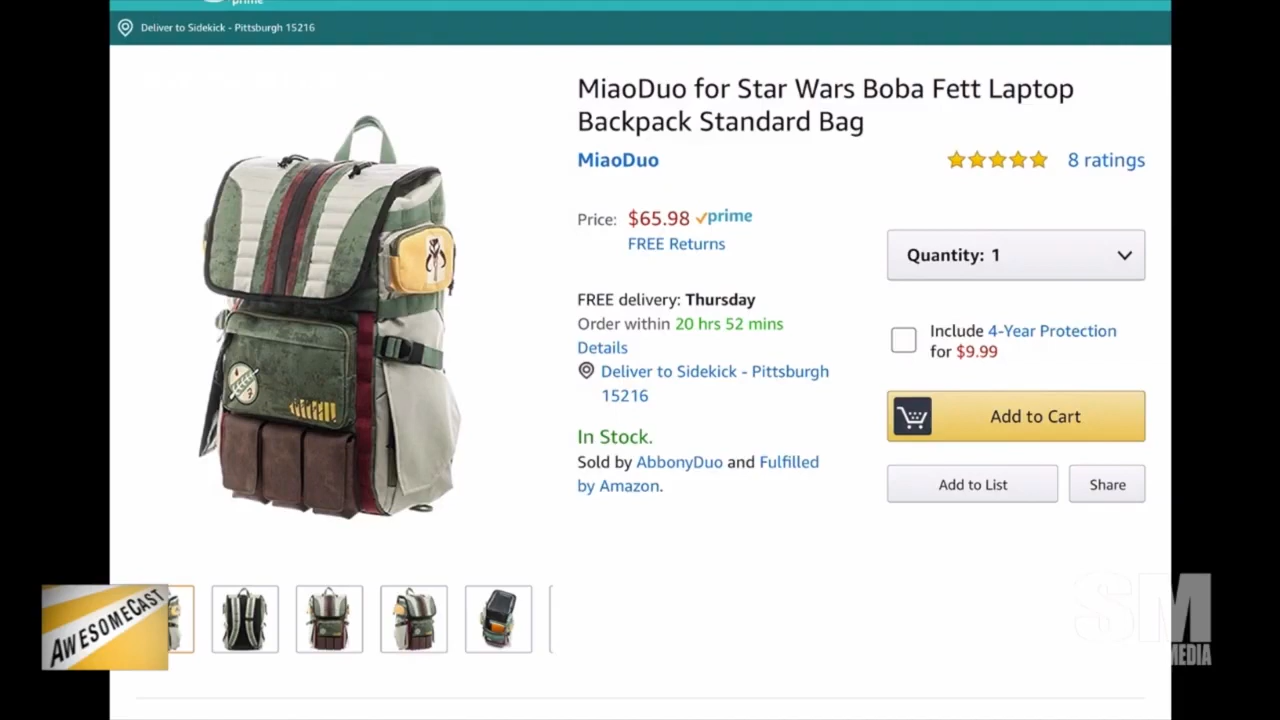 prime
Deliver to Sidekick - Pittsburgh 15216
MiaoDuo for Star Wars Boba Fett Laptop
Backpack Standard Bag
MiaoDuo
8 ratings
Price: $65.98 prime
FREE Returns
Quantity: 1
FREE delivery: Thursday
Order within 20 hrs 52 mins
Details
Deliver to Sidekick - Pittsburgh
15216
Include 4-Year Protection
for $9.99
Add to Cart
In Stock.
Sold by AbbonyDuo and Fulfilled
by Amazon.
Add to List
Share
AWESOMECAST
SM
MEDIA